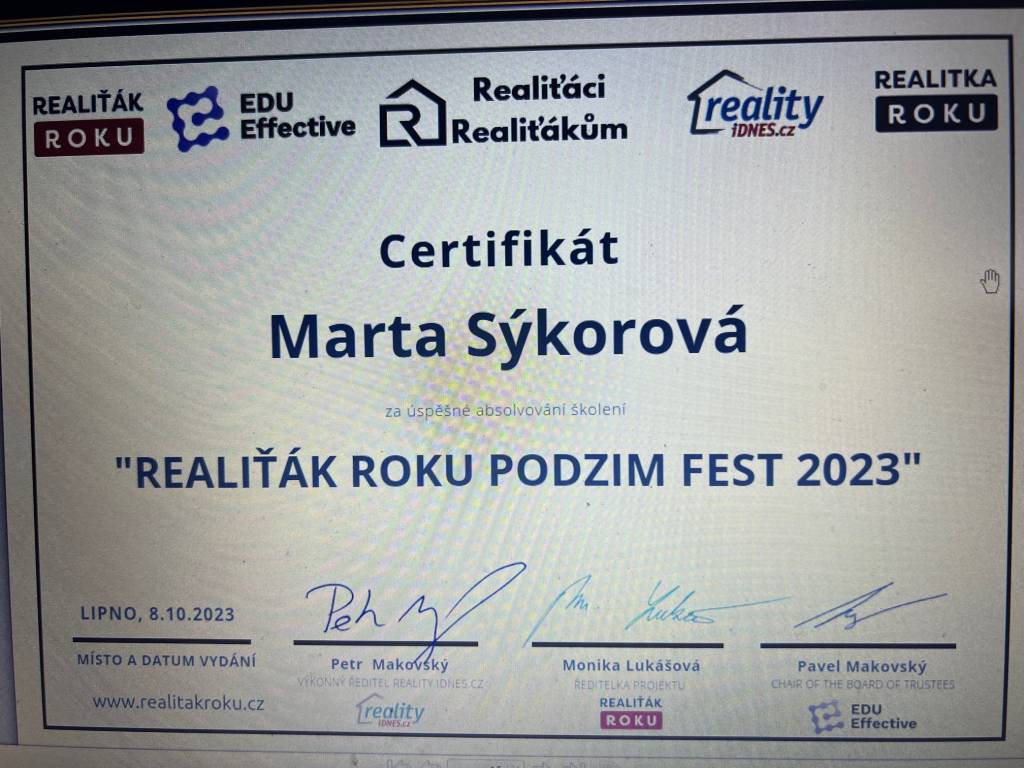 REALIŤÁK
ROKU
EDU
Effective
Realiťáci
Realiťákům
reality
iDNES.cz
REALITKA
ROKU
Certifikát
Marta Sýkorová
za úspěšné absolvování školení
"REALIŤÁK ROKU PODZIM FEST 2023"
LIPNO, 8.10.2023
MÍSTO A DATUM VYDÁNÍ
www.realitakroku.cz
Petr Makovský
VÝKONNÝ ŘEDITEL REALITY.IDNES.CZ
reality
iDNES.cz
Monika Lukášová
ŘEDITELKA PROJEKTU
REALIŤÁK
ROKU
Pavel Makovský
CHAIR OF THE BOARD OF TRUSTEES
EDU
Effective